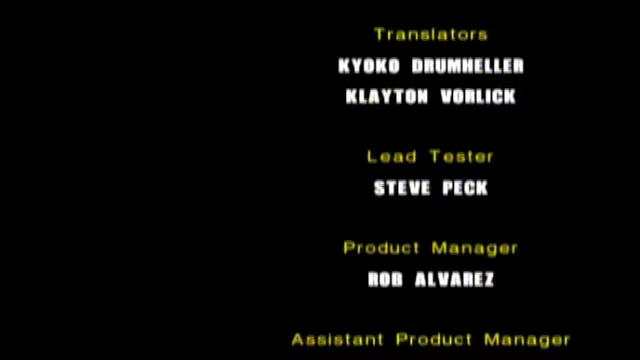 Translators
KYOKO DRUMHELLER
KLAYTON VORLICK
Lead Tester
STEVE PECK
Product Manager
ROB ALVAREZ
Assistant Product Manager